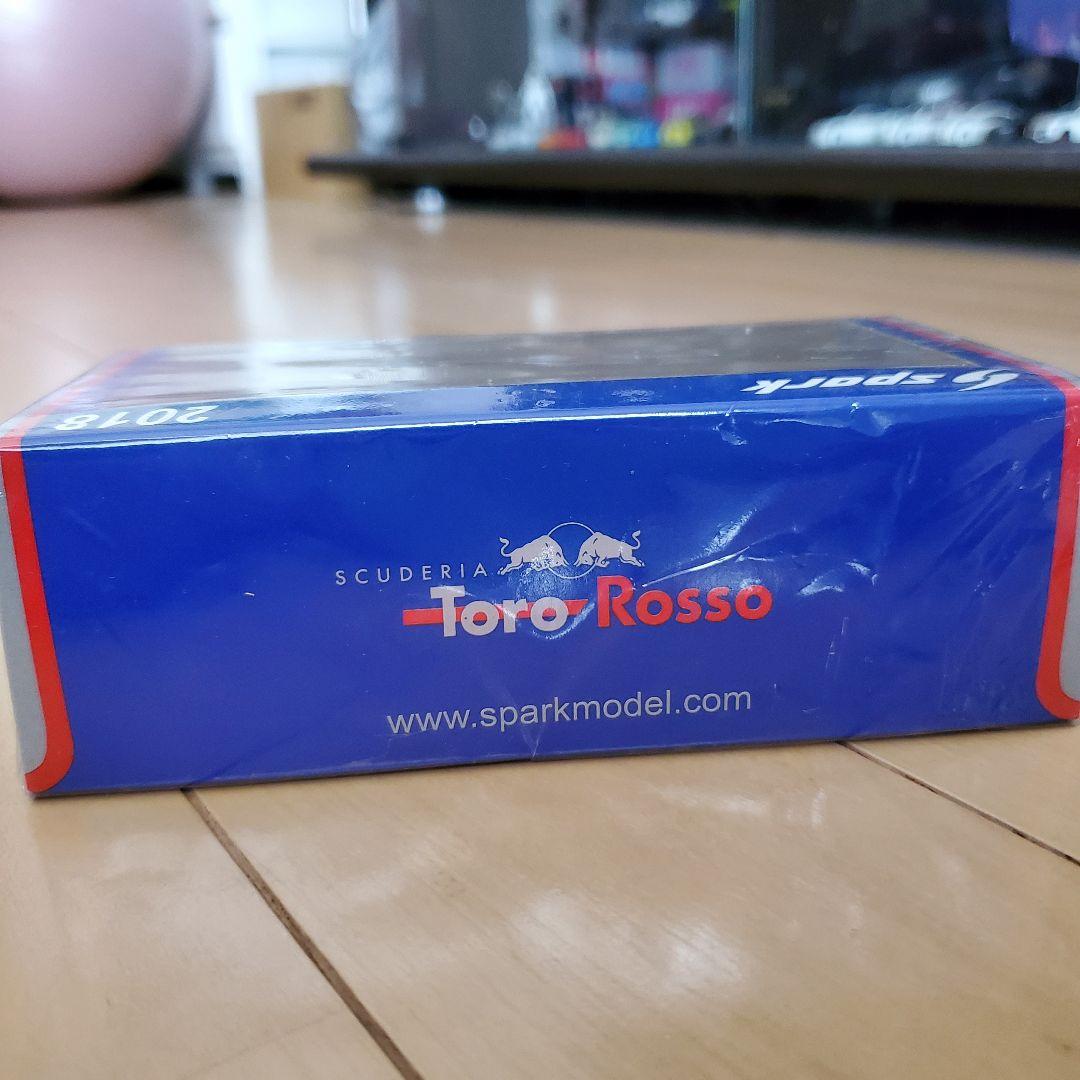 2018
spark
SCUDERIA
Toro Rosso
www.sparkmodel.com